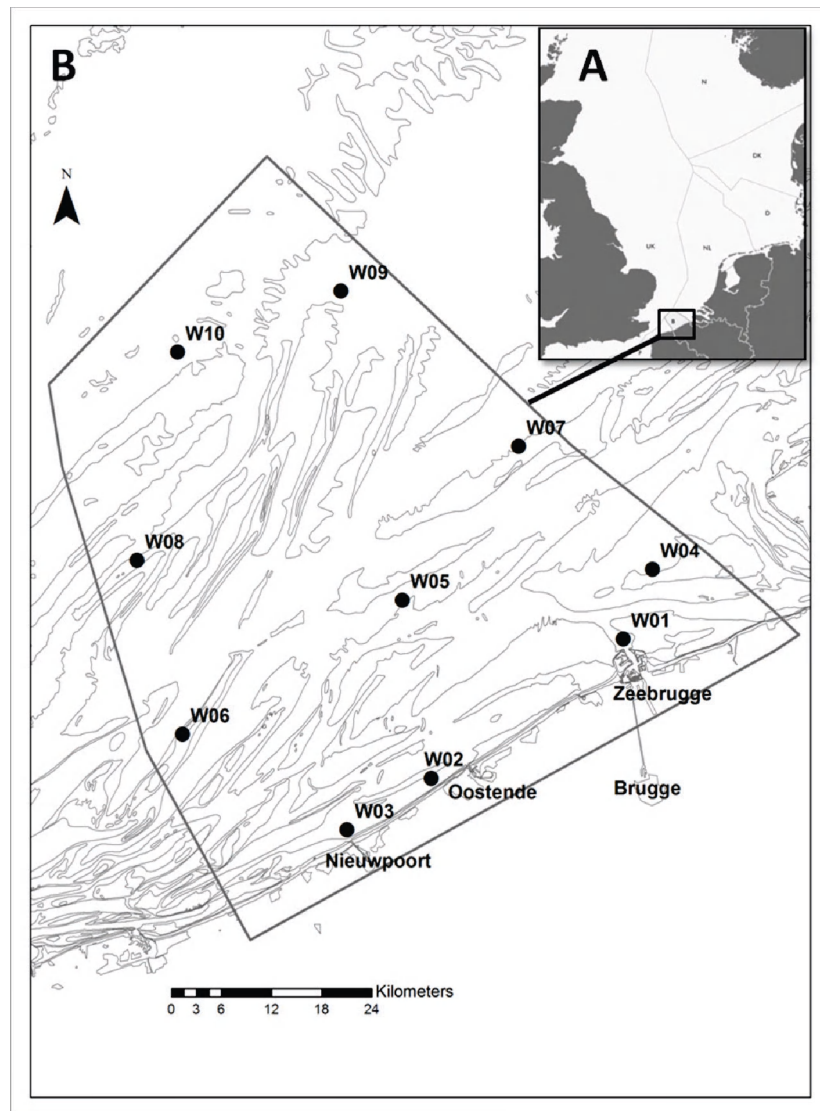 B
A
N
DK
D
UK
NL
B
N
W09
W10
W07
W08
W04
W05
W01
Zeebrugge
W06
W02
Oostende
Brugge
W03
Nieuwpoort
Kilometers
0 3 6 12 18 24